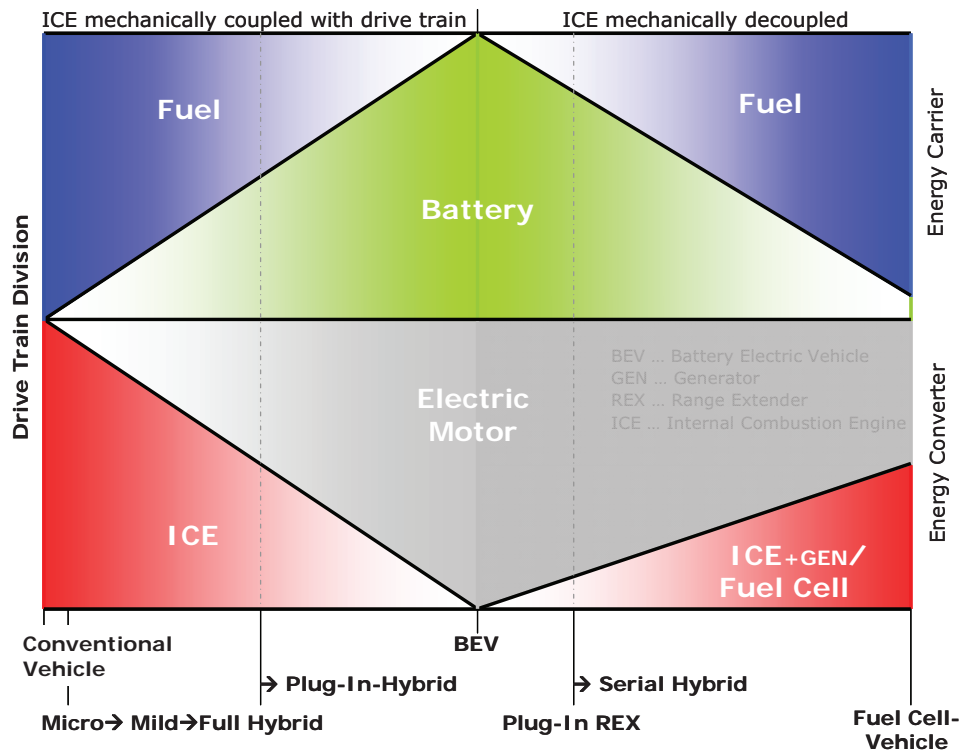 ICE mechanically coupled with drive train
ICE mechanically decoupled
Fuel
Fuel
Battery
Energy Carrier
Drive Train Division
BEV ... Battery Electric Vehicle
GEN ... Generator
REX ... Range Extender
ICE ... Internal Combustion Engine
Electric
Motor
Energy Converter
ICE
ICE+GEN/
Fuel Cell
Conventional
Vehicle
BEV
→ Plug-In-Hybrid
→ Serial Hybrid
Micro→ Mild→Full Hybrid
Plug-In REX
Fuel Cell-
Vehicle